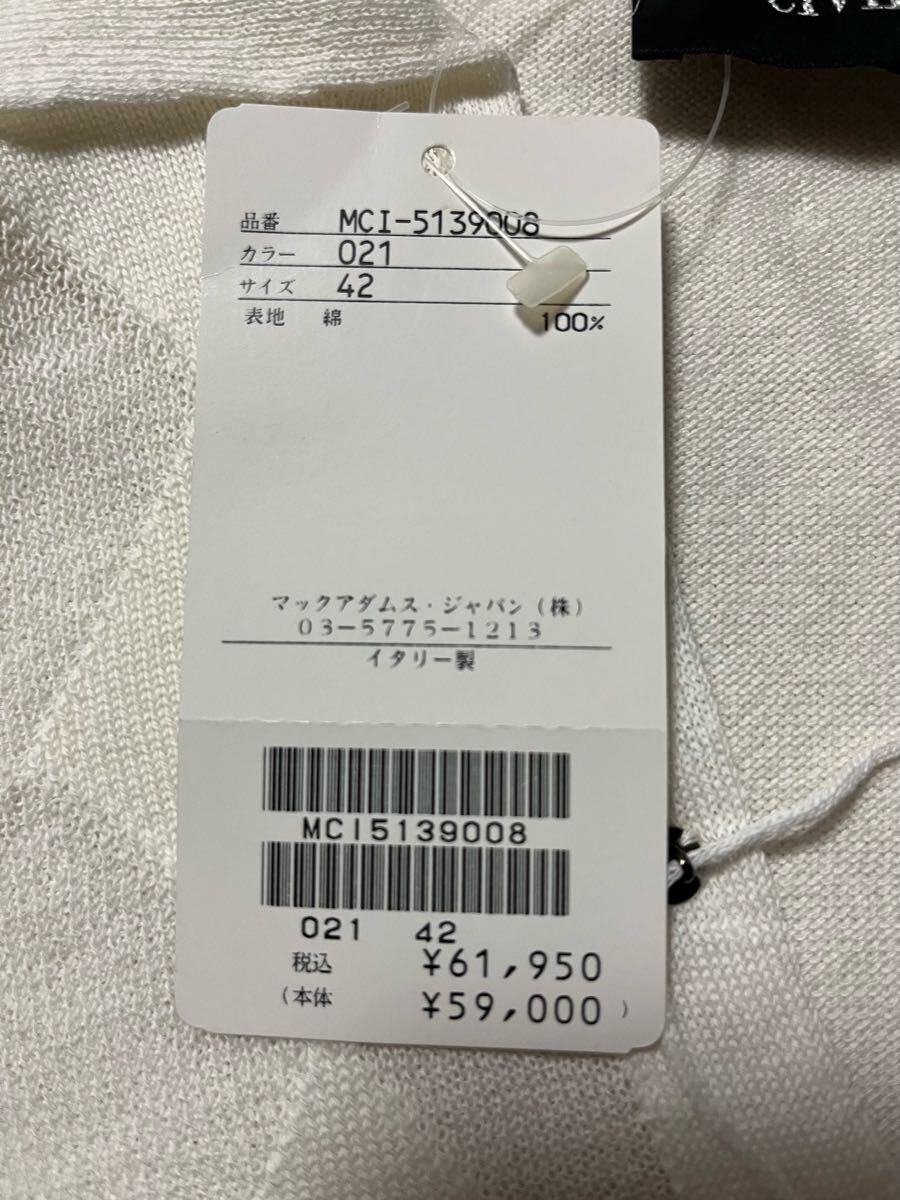 品番 MCI-5139008
カラー 021
サイズ 42
表地 綿 100%
マックアダムス・ジャパン(株)
03-5775-1213
イタリー製
MCI5139008
021 42
税込 ¥61,950
(本体 ¥59,000)